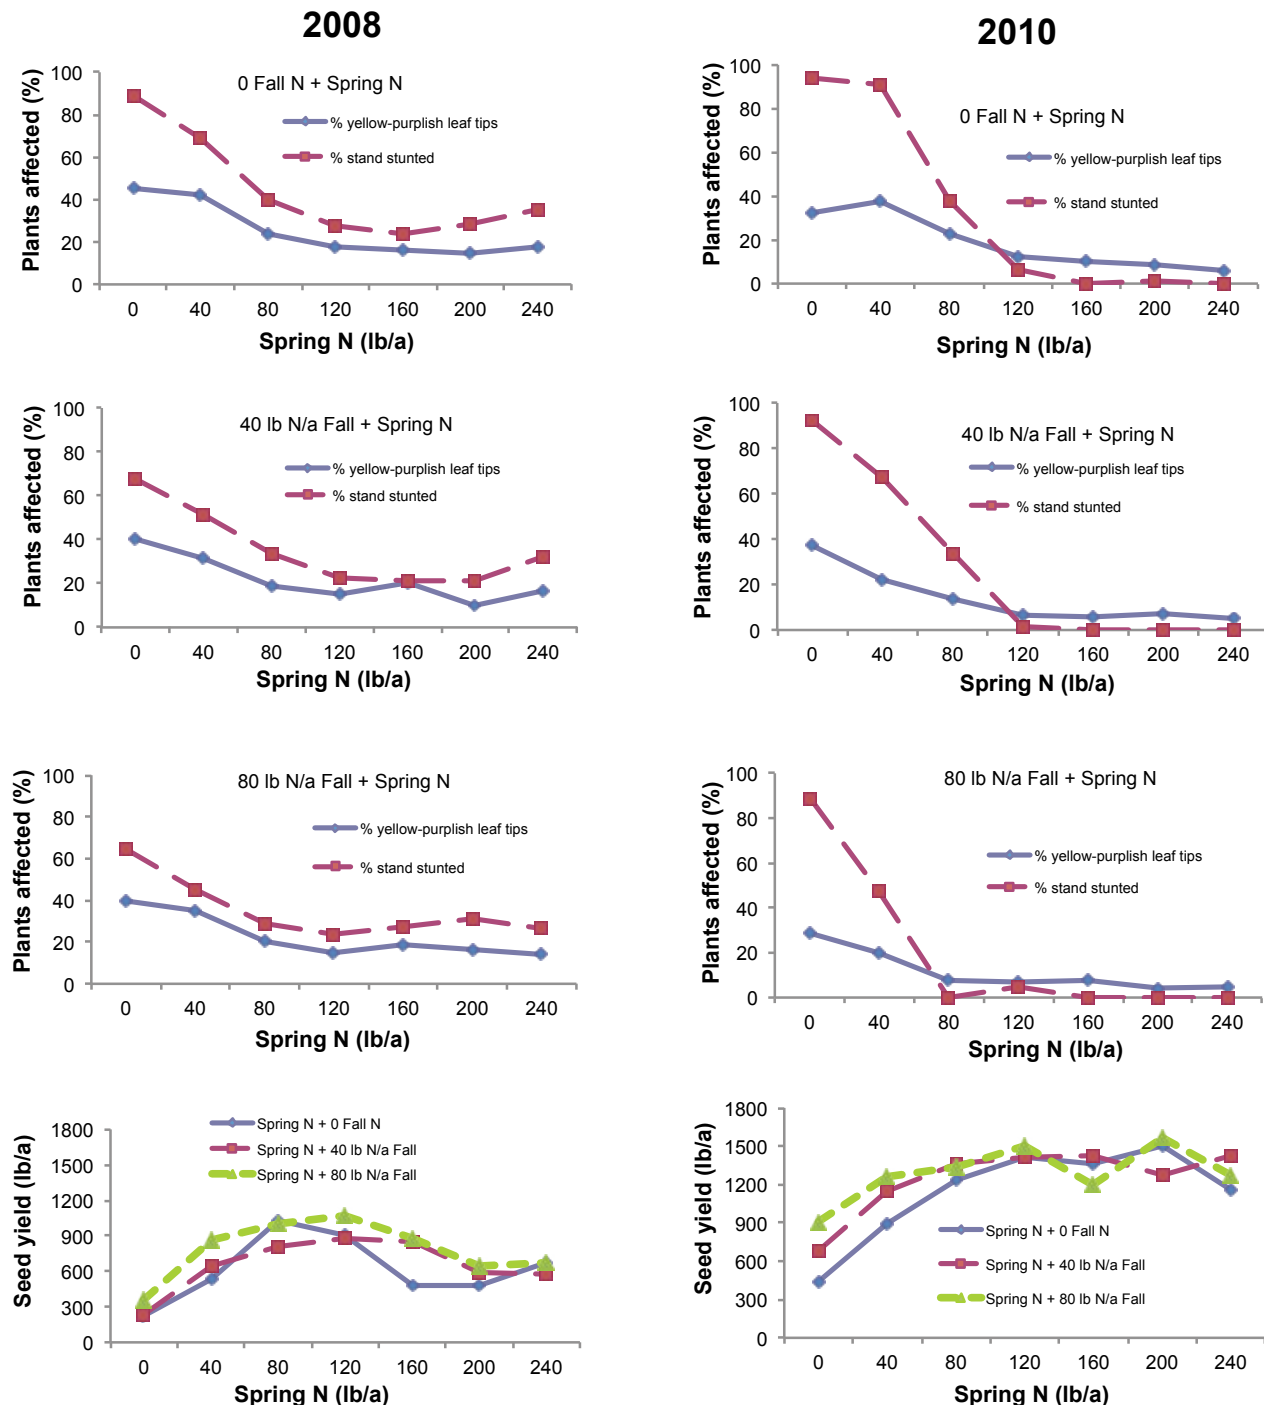 2008
2010
Plants affected (%)
100
80
60
40
20
0
0 Fall N + Spring N
% yellow-purplish leaf tips
% stand stunted
0 40 80 120 160 200 240
Spring N (lb/a)
Plants affected (%)
100
80
60
40
20
0
0 Fall N + Spring N
% yellow-purplish leaf tips
% stand stunted
0 40 80 120 160 200 240
Spring N (lb/a)
Plants affected (%)
100
80
60
40
20
0
40 lb N/a Fall + Spring N
% yellow-purplish leaf tips
% stand stunted
0 40 80 120 160 200 240
Spring N (lb/a)
Plants affected (%)
100
80
60
40
20
0
40 lb N/a Fall + Spring N
% yellow-purplish leaf tips
% stand stunted
0 40 80 120 160 200 240
Spring N (lb/a)
Plants affected (%)
100
80
60
40
20
0
80 lb N/a Fall + Spring N
% yellow-purplish leaf tips
% stand stunted
0 40 80 120 160 200 240
Spring N (lb/a)
Plants affected (%)
100
80
60
40
20
0
80 lb N/a Fall + Spring N
% yellow-purplish leaf tips
% stand stunted
0 40 80 120 160 200 240
Spring N (lb/a)
Seed yield (lb/a)
1800
1500
1200
900
600
300
0
Spring N + 0 Fall N
Spring N + 40 lb N/a Fall
Spring N + 80 lb N/a Fall
0 40 80 120 160 200 240
Spring N (lb/a)
Seed yield (lb/a)
1800
1500
1200
900
600
300
0
Spring N + 0 Fall N
Spring N + 40 lb N/a Fall
Spring N + 80 lb N/a Fall
0 40 80 120 160 200 240
Spring N (lb/a)